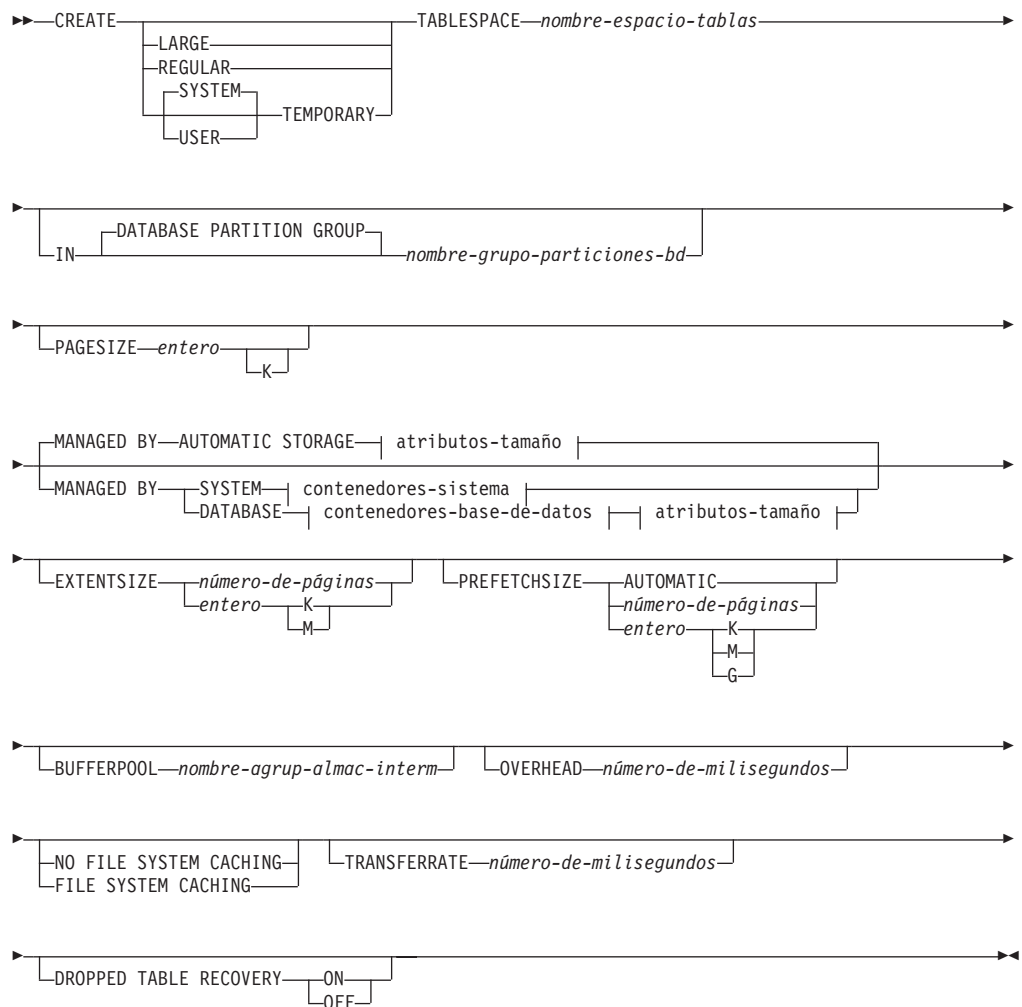 CREATE TABLESPACE nombre-espacio-tablas
LARGE
REGULAR
SYSTEM
TEMPORARY
USER
IN DATABASE PARTITION GROUP nombre-grupo-particiones-bd
PAGESIZE entero
K
MANAGED BY AUTOMATIC STORAGE atributos-tamaño
MANAGED BY SYSTEM contenedores-sistema
DATABASE contenedores-base-de-datos atributos-tamaño
EXTENTSIZE número-de-páginas
entero K
M
PREFETCHSIZE AUTOMATIC
número-de-páginas
entero K
M
G
BUFFERPOOL nombre-agrup-almac-interm
OVERHEAD número-de-milisegundos
NO FILE SYSTEM CACHING
FILE SYSTEM CACHING
TRANSFERRATE número-de-milisegundos
DROPPED TABLE RECOVERY ON
OFF